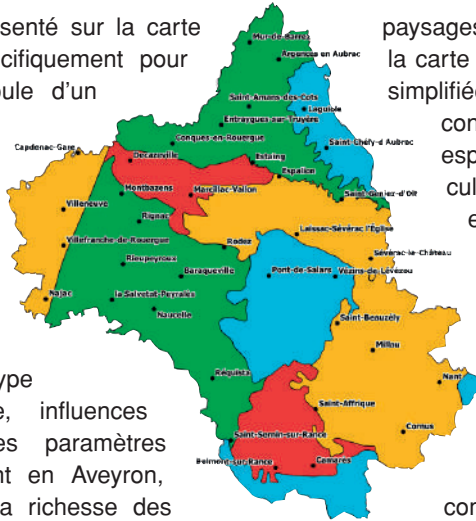 senté sur la carte
cifiquement pour
oule d'un
paysages
la carte
simplifiée
con
esp
cul
e
Mur-de-Barrez
Argences en Aubrac
Saint-Amans-des-Cots
Laguiole
Entraygues-sur-Truyère
Conques-en-Rouergue
Saint-Chély-d'Aubrac
Capdenac-Gare
Decazeville
Estaing
Espalion
Montbazens
Marcillac-Vallon
Saint-Geniez-d'Olt
Villeneuve
Rignac
Laissac-Sévérac l'Église
Villefranche-de-Rouergue
Rodez
Sévérac-le-Château
Rieupeyroux
Baraqueville
Pont-de-Salars
Vézins-de-Lévézou
Najac
la-Salvetat-Peyralès
Naucelle
Saint-Beauzély
Millau
Réquista
Nant
Saint-Affrique
Cornus
Saint-Sernin-sur-Rance
Belmont-sur-Rance
Camarès
ype
e, influences
es paramètres
nt en Aveyron,
a richesse des
con